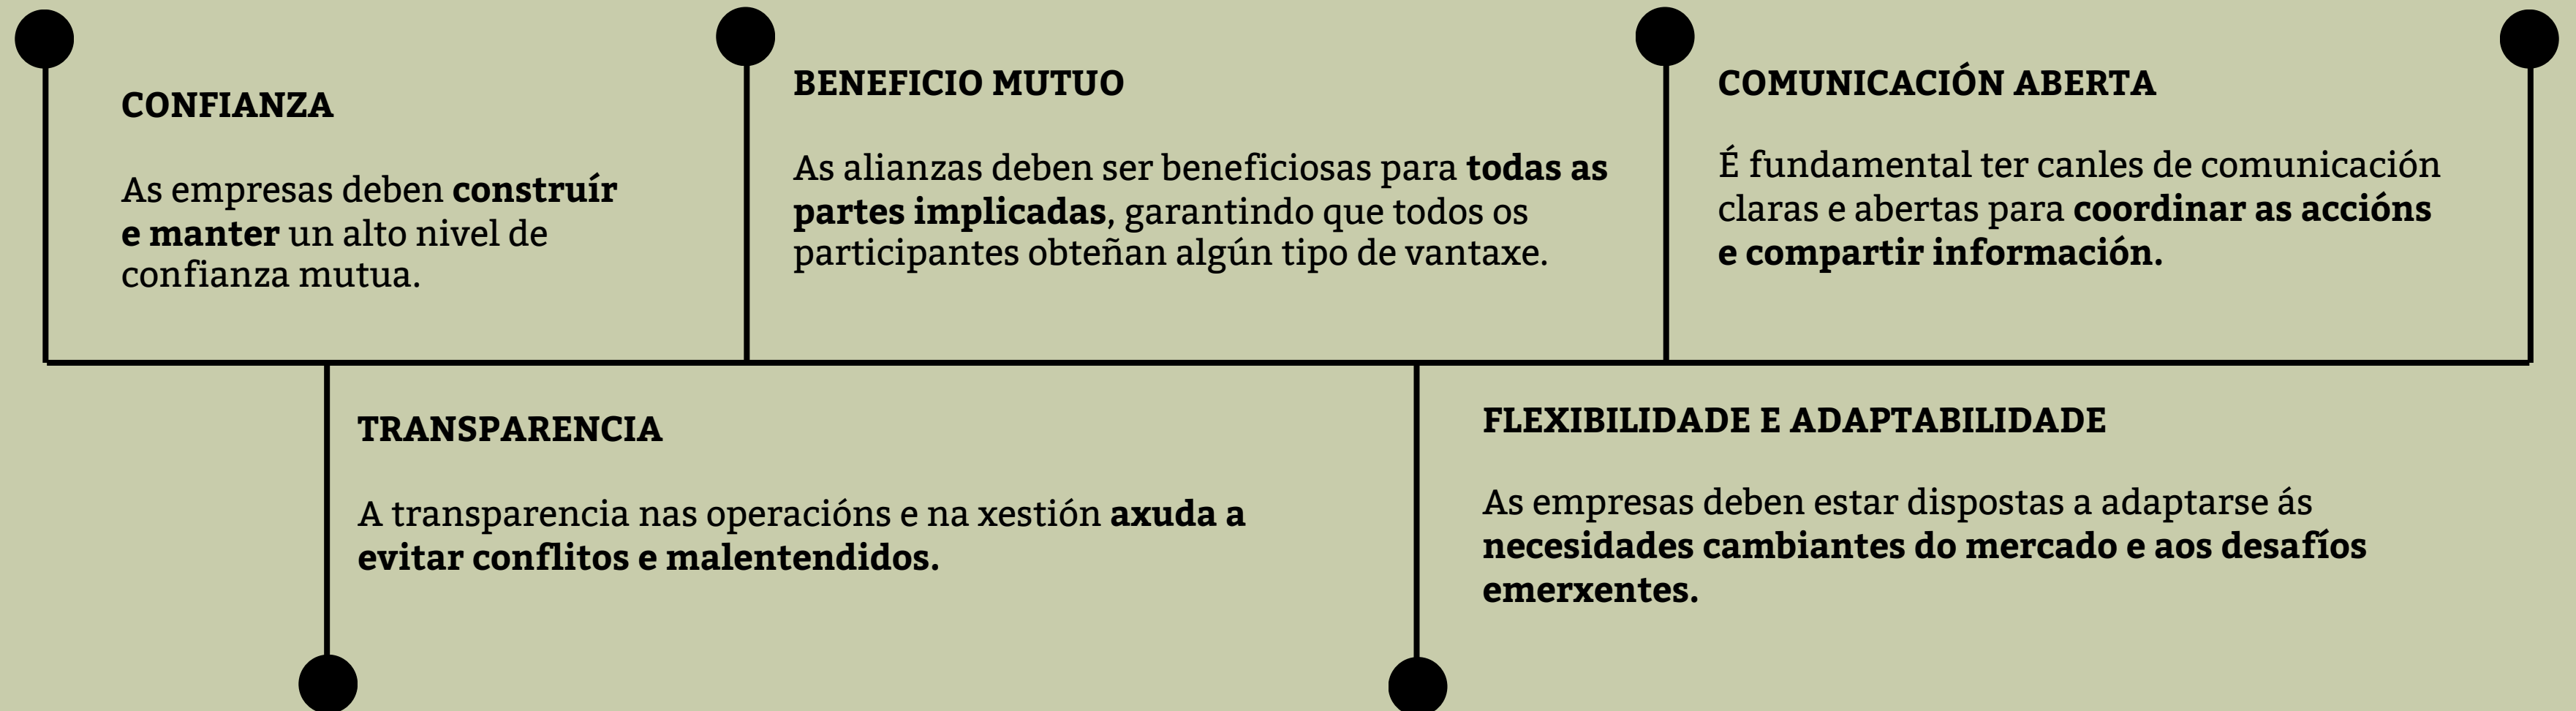 CONFIANZA
As empresas deben construír
e manter un alto nivel de
confianza mutua.
BENEFICIO MUTUO
As alianzas deben ser beneficiosas para todas as
partes implicadas, garantindo que todos os
participantes obteñan algún tipo de vantaxe.
COMUNICACIÓN ABERTA
É fundamental ter canles de comunicación
claras e abertas para coordinar as accións
e compartir información.
TRANSPARENCIA
A transparencia nas operacións e na xestión axuda a
evitar conflitos e malentendidos.
FLEXIBILIDADE E ADAPTABILIDADE
As empresas deben estar dispostas a adaptarse ás
necesidades cambiantes do mercado e aos desafíos
emerxentes.